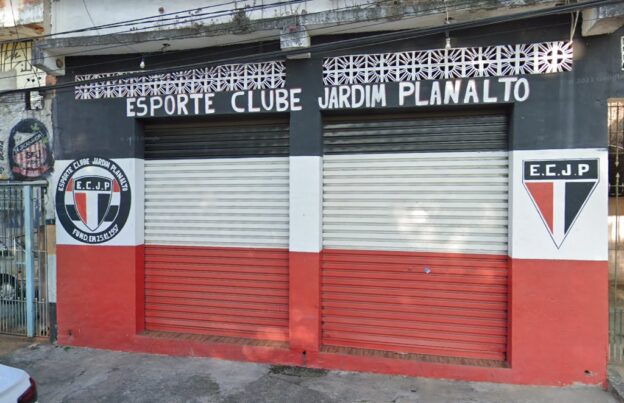 ESPORTE CLUBE JARDIM PLANALTO
ESPORTE CLUBE JARDIM PLANALTO
E.C.J.P
E.C.J.P